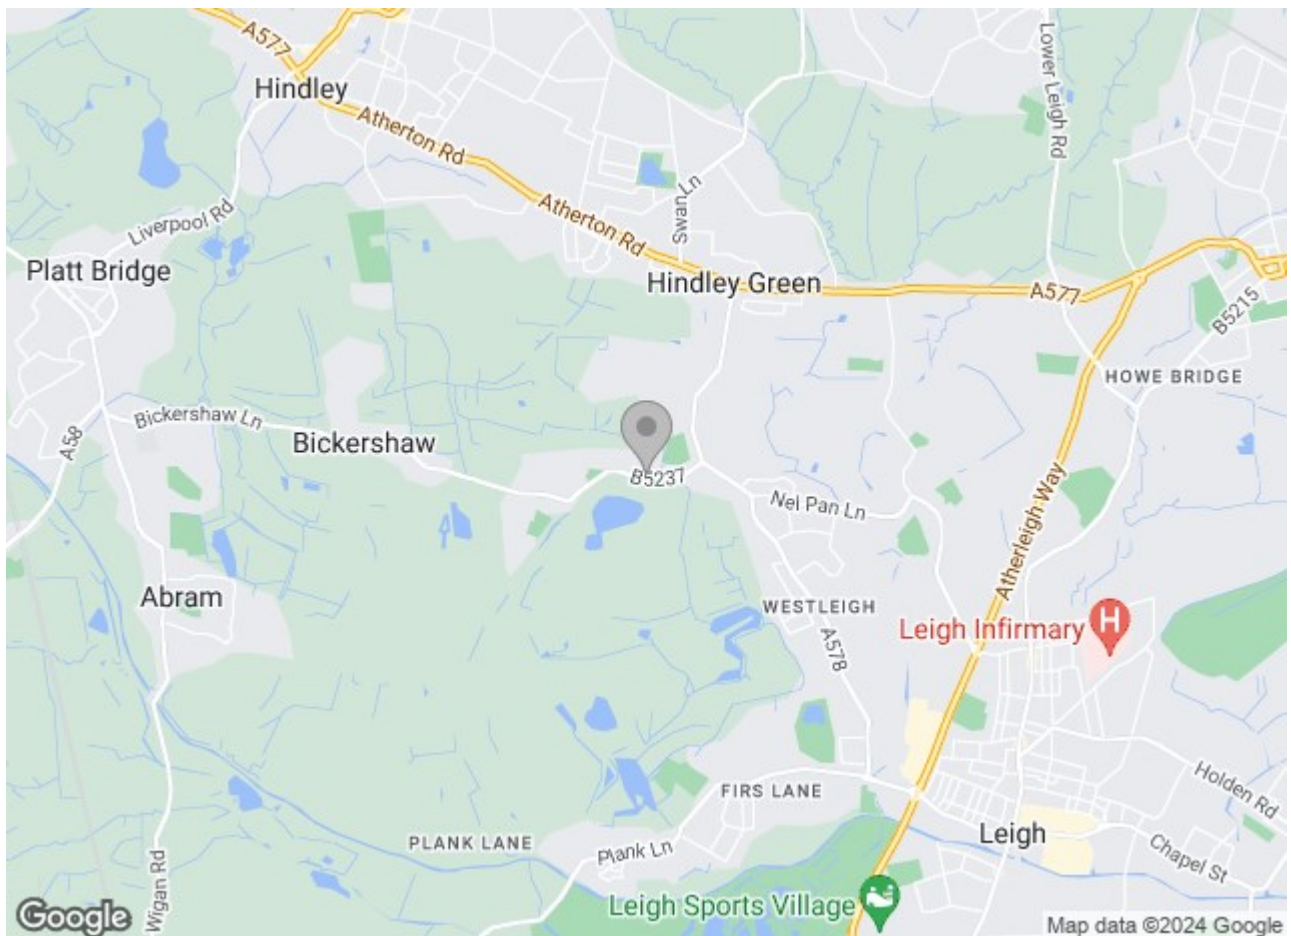 A577
Hindley
Atherton Rd
Lower Leigh Rd
Liverpool Rd
Atherton Rd
Swan Ln
Platt Bridge
Hindley Green
A577
B5215
HOWE BRIDGE
Bickershaw Ln
A58
Bickershaw
B5237
Nel Pan Ln
Atherleigh Way
Abram
WESTLEIGH
Leigh Infirmary
H
A578
FIRS LANE
Holden Rd
PLANK LANE
Plank Ln
Leigh
Chapel St
Wigan Rd
Leigh Sports Village
Google
Map data ©2024 Google